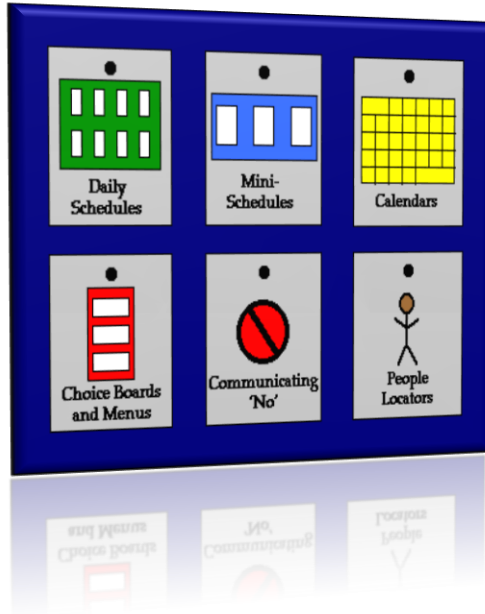 Daily
Schedules
Mini-
Schedules
Calendars
Choice Boards
and Menus
Communicating
'No'
People
Locators